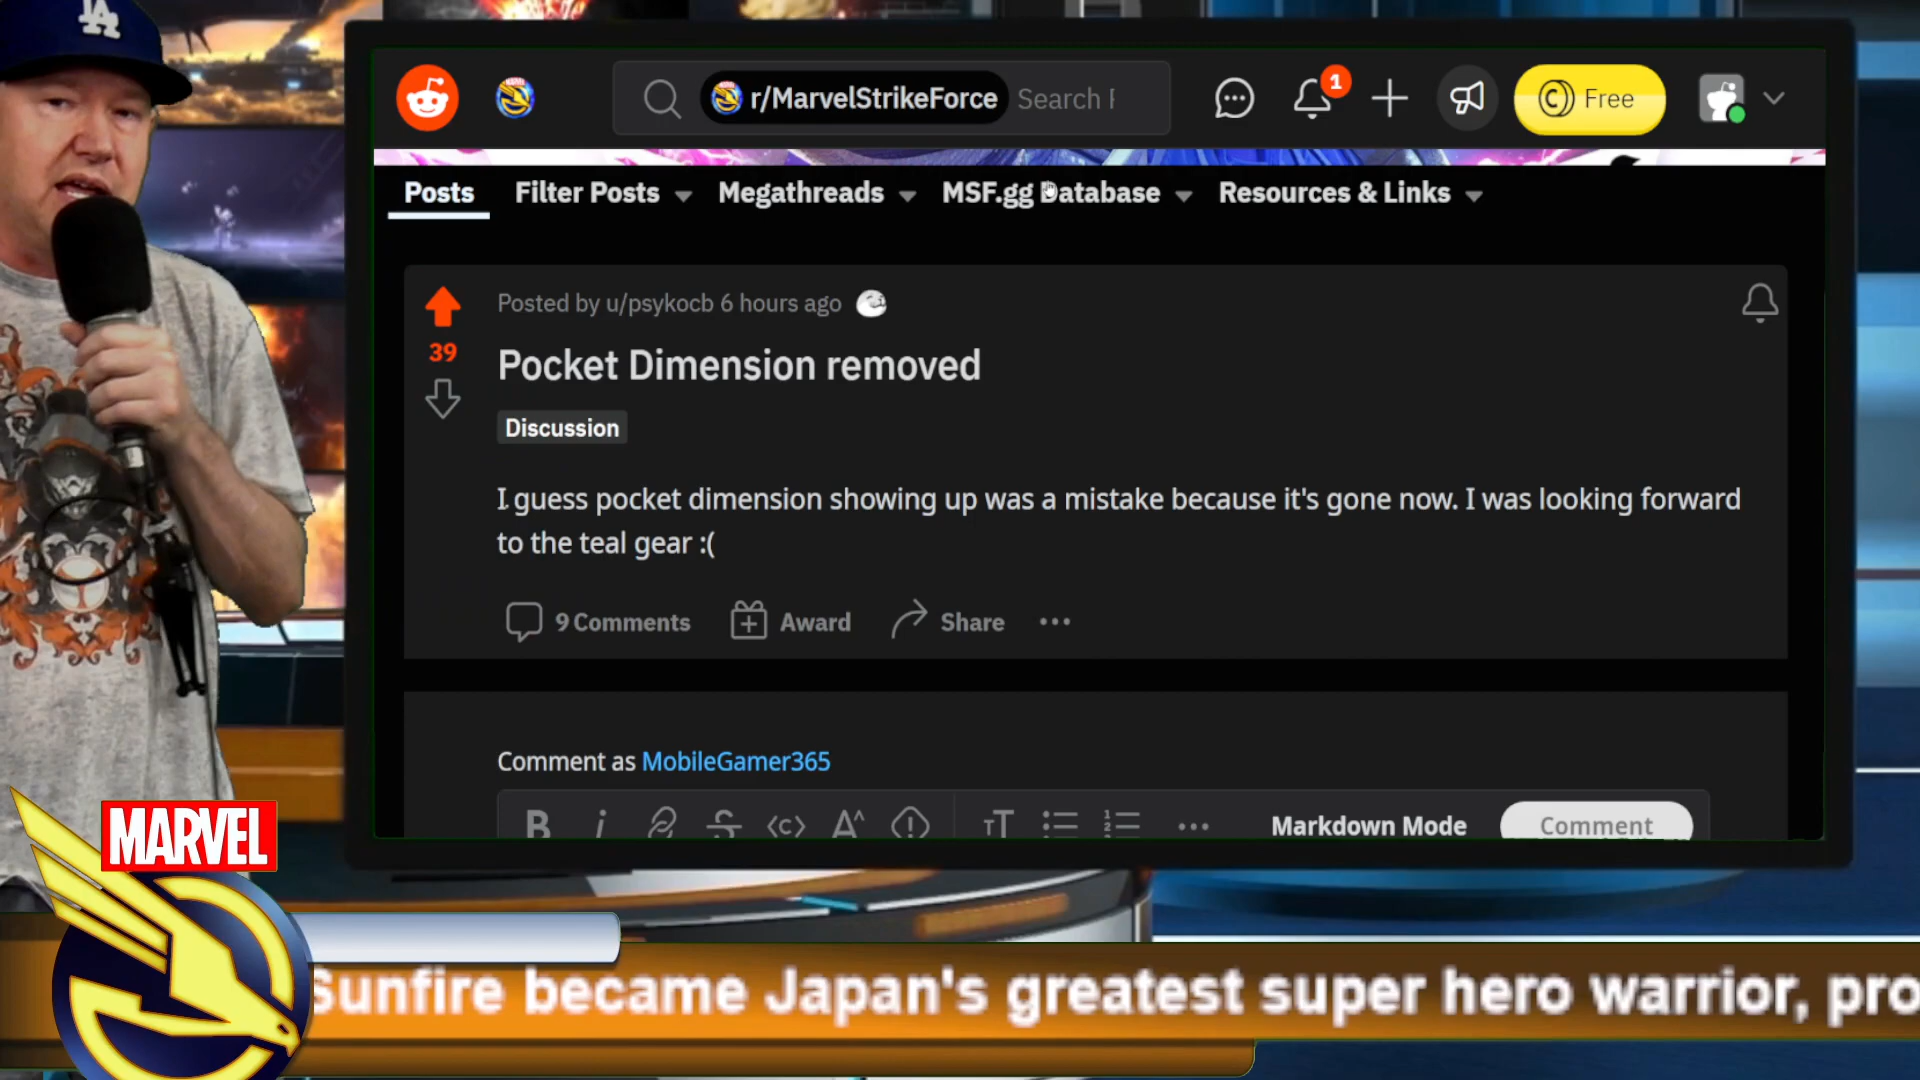 LA
r/MarvelStrikeForce Search
1
Free
Posts Filter Posts Megathreads MSF.gg Database Resources & Links
Posted by u/psykocb 6 hours ago
39
Pocket Dimension removed
Discussion
I guess pocket dimension showing up was a mistake because it's gone now. I was looking forward
to the teal gear :(
9 Comments Award Share
Comment as MobileGamer365
Markdown Mode Comment
MARVEL
Sunfire became Japan's greatest super hero warrior, pro